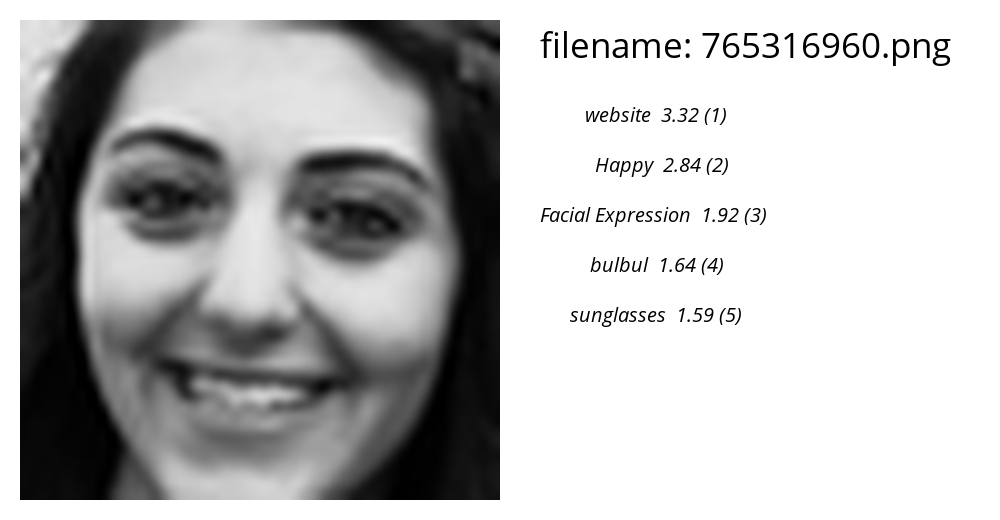 filename: 765316960.png
website 3.32 (1)
Happy 2.84 (2)
Facial Expression 1.92 (3)
bulbul 1.64 (4)
sunglasses 1.59 (5)